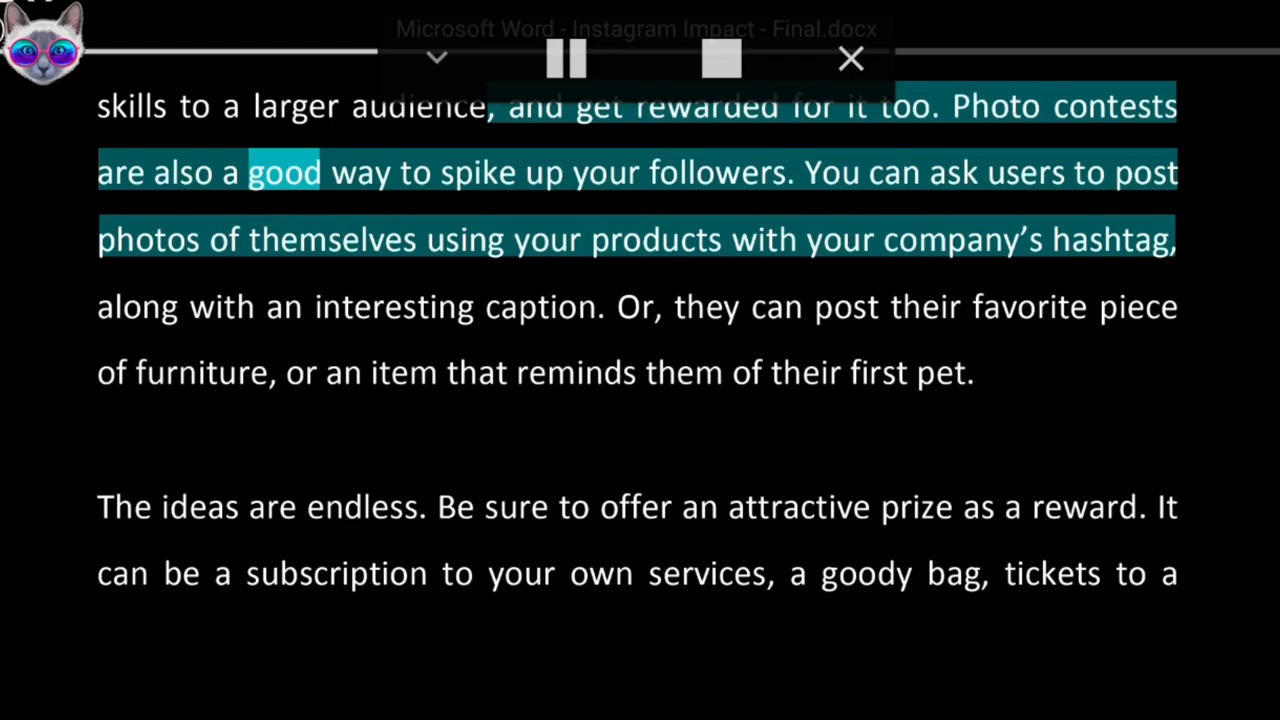 Microsoft Word - Instagram Impact - Final.docx
skills to a larger audience, and get rewarded for it too. Photo contests
are also a good way to spike up your followers. You can ask users to post
photos of themselves using your products with your company’s hashtag,
along with an interesting caption. Or, they can post their favorite piece
of furniture, or an item that reminds them of their first pet.
The ideas are endless. Be sure to offer an attractive prize as a reward. It
can be a subscription to your own services, a goody bag, tickets to a